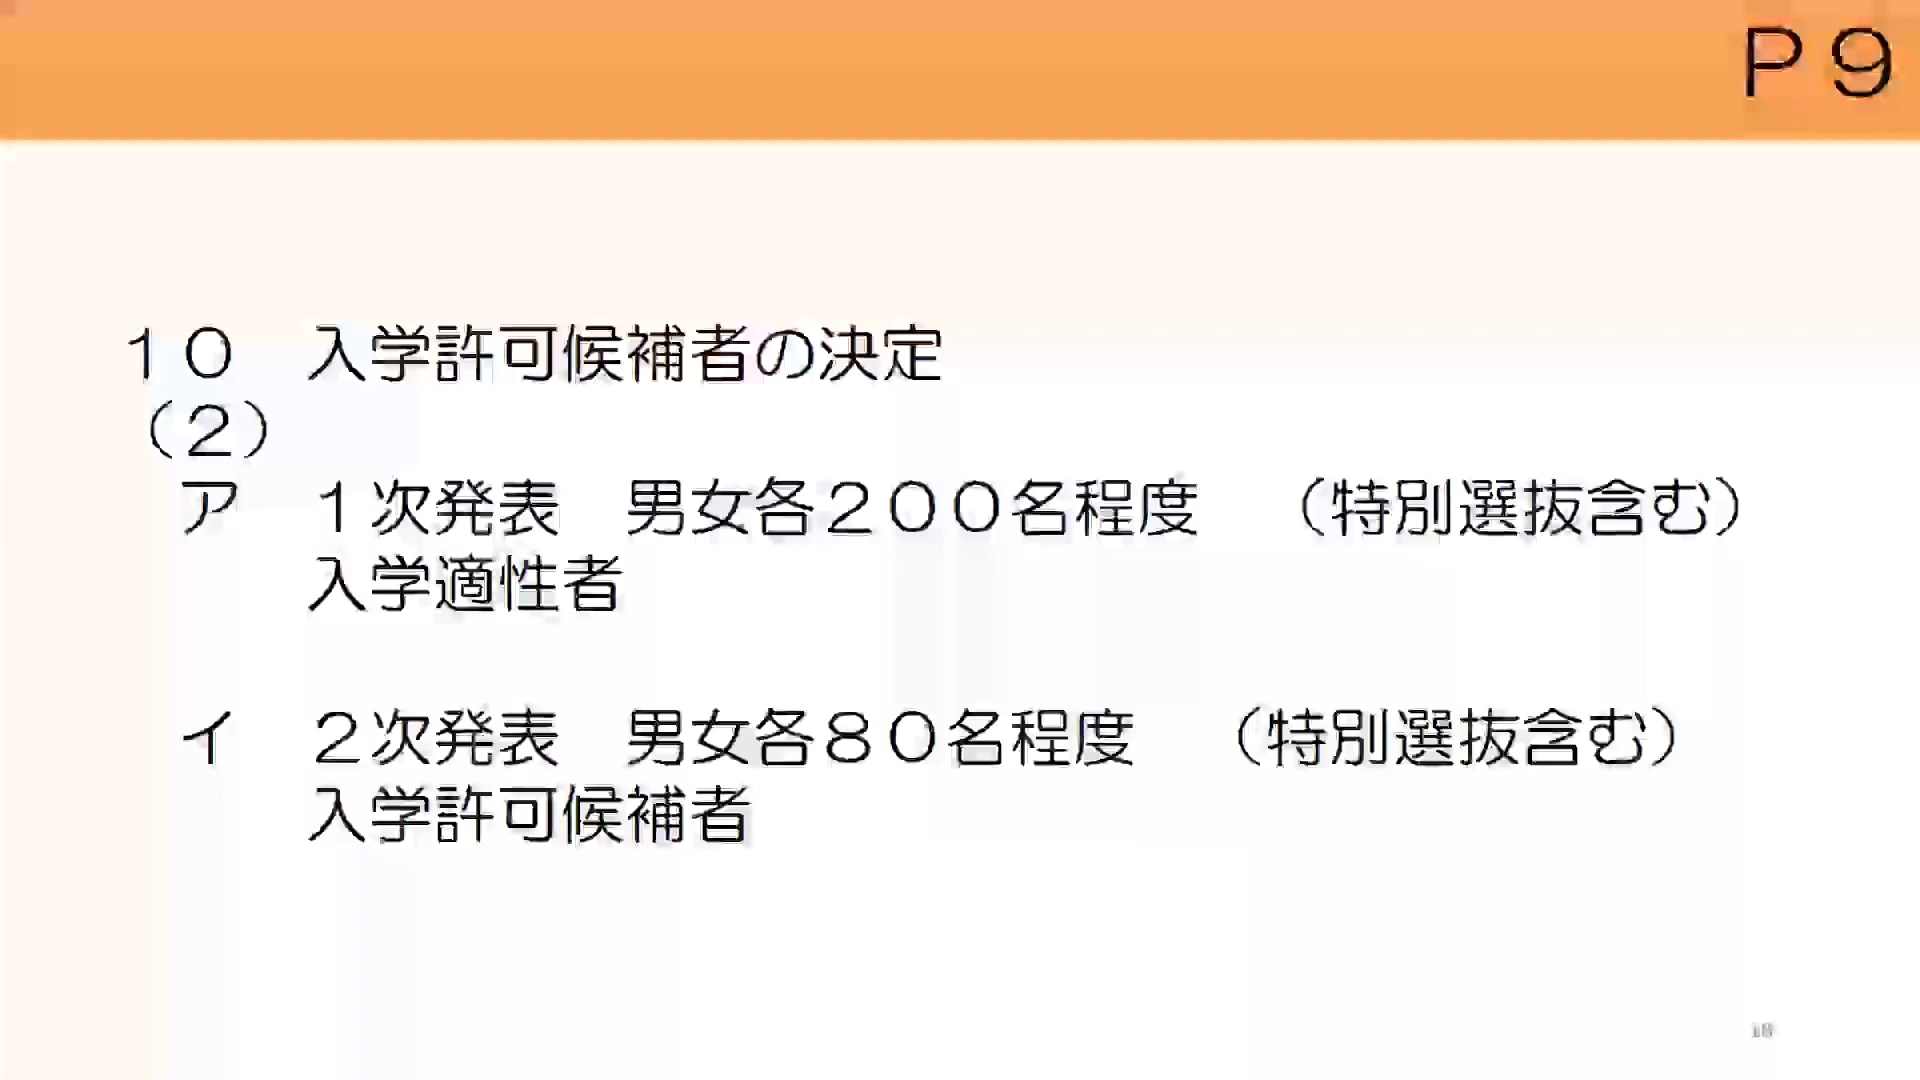 Ｐ９
１０　入学許可候補者の決定
（２）
ア　１次発表　男女各２００名程度　（特別選抜含む）
入学適性者
イ　２次発表　男女各８０名程度　（特別選抜含む）
入学許可候補者